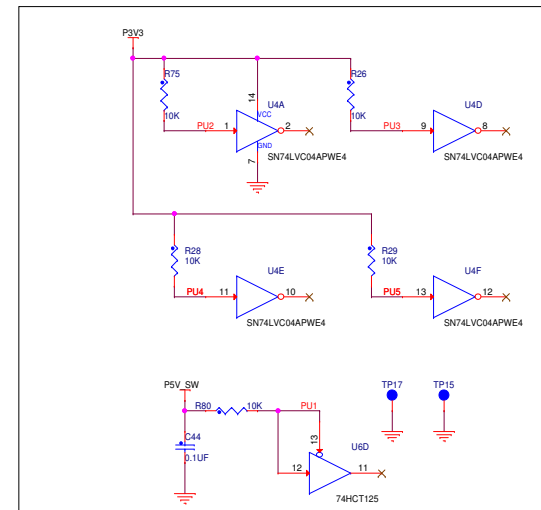 P3V3
R75
10K
R26
10K
14
VCC
U4A
PU2
1
2
GND
7
SN74LVC04APWE4
U4D
PU3
9
8
SN74LVC04APWE4
R28
10K
U4E
PU4
11
10
SN74LVC04APWE4
R29
10K
U4F
PU5
13
12
SN74LVC04APWE4
P5V_SW
R80
10K
PU1
C44
0.1UF
13
U6D
12
11
74HCT125
TP17
TP15